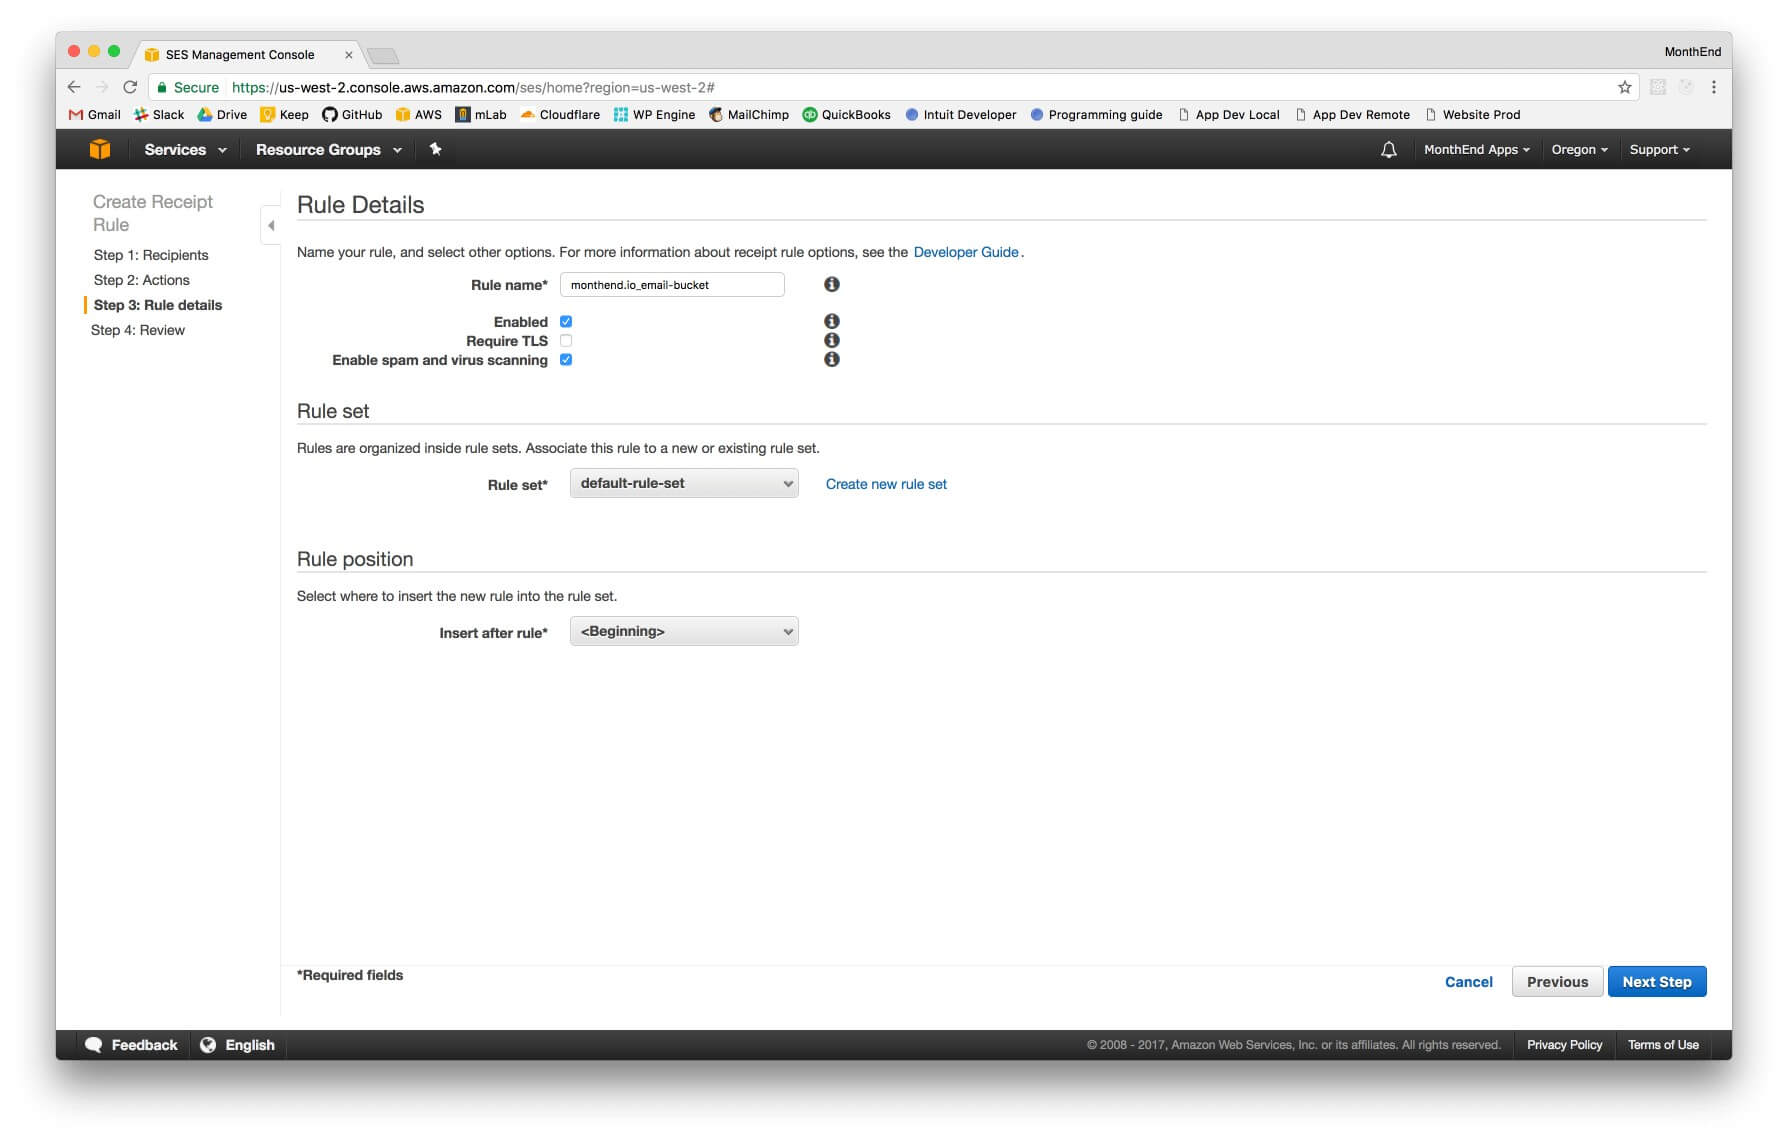 SES Management Console
MonthEnd
Secure https://us-west-2.console.aws.amazon.com/ses/home?region=us-west-2#
Gmail Slack Drive Keep GitHub AWS mLab Cloudflare WP Engine MailChimp QuickBooks Intuit Developer Programming guide App Dev Local App Dev Remote Website Prod
Services Resource Groups MonthEnd Apps Oregon Support
Create Receipt
Rule
Step 1: Recipients
Step 2: Actions
Step 3: Rule details
Step 4: Review
Rule Details
Name your rule, and select other options. For more information about receipt rule options, see the Developer Guide.
Rule name* monthend.io_email-bucket
Enabled
Require TLS
Enable spam and virus scanning
Rule set
Rules are organized inside rule sets. Associate this rule to a new or existing rule set.
Rule set* default-rule-set Create new rule set
Rule position
Select where to insert the new rule into the rule set.
Insert after rule* <Beginning>
*Required fields
Cancel Previous Next Step
Feedback English © 2008 - 2017, Amazon Web Services, Inc. or its affiliates. All rights reserved. Privacy Policy Terms of Use